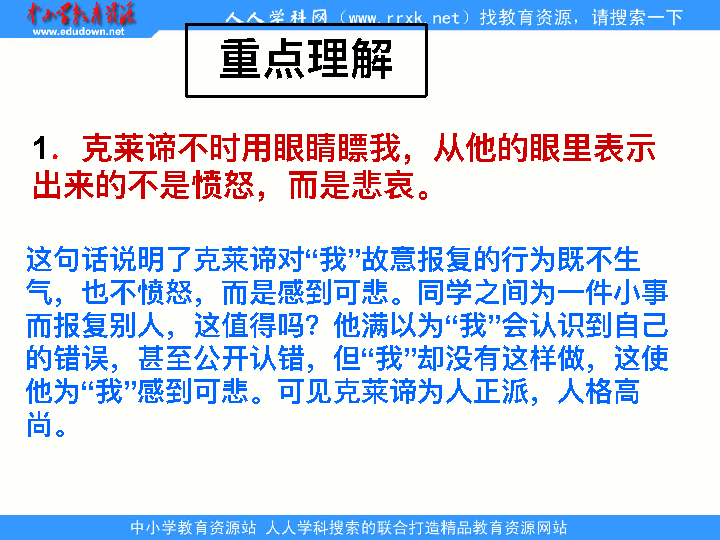 中小学教育资源
www.edudown.net
人人学科网（www.rrxk.net）找教育资源，请搜索一下
重点理解
1．克莱谛不时用眼睛瞟我，从他的眼里表示
出来的不是愤怒，而是悲哀。
这句话说明了克莱谛对“我”故意报复的行为既不生
气，也不愤怒，而是感到可悲。同学之间为一件小事
而报复别人，这值得吗？他满以为“我”会认识到自己
的错误，甚至公开认错，但“我”却没有这样做，这使
他为“我”感到可悲。可见克莱谛为人正派，人格高
尚。
中小学教育资源站 人人学科搜索的联合打造精品教育资源网站